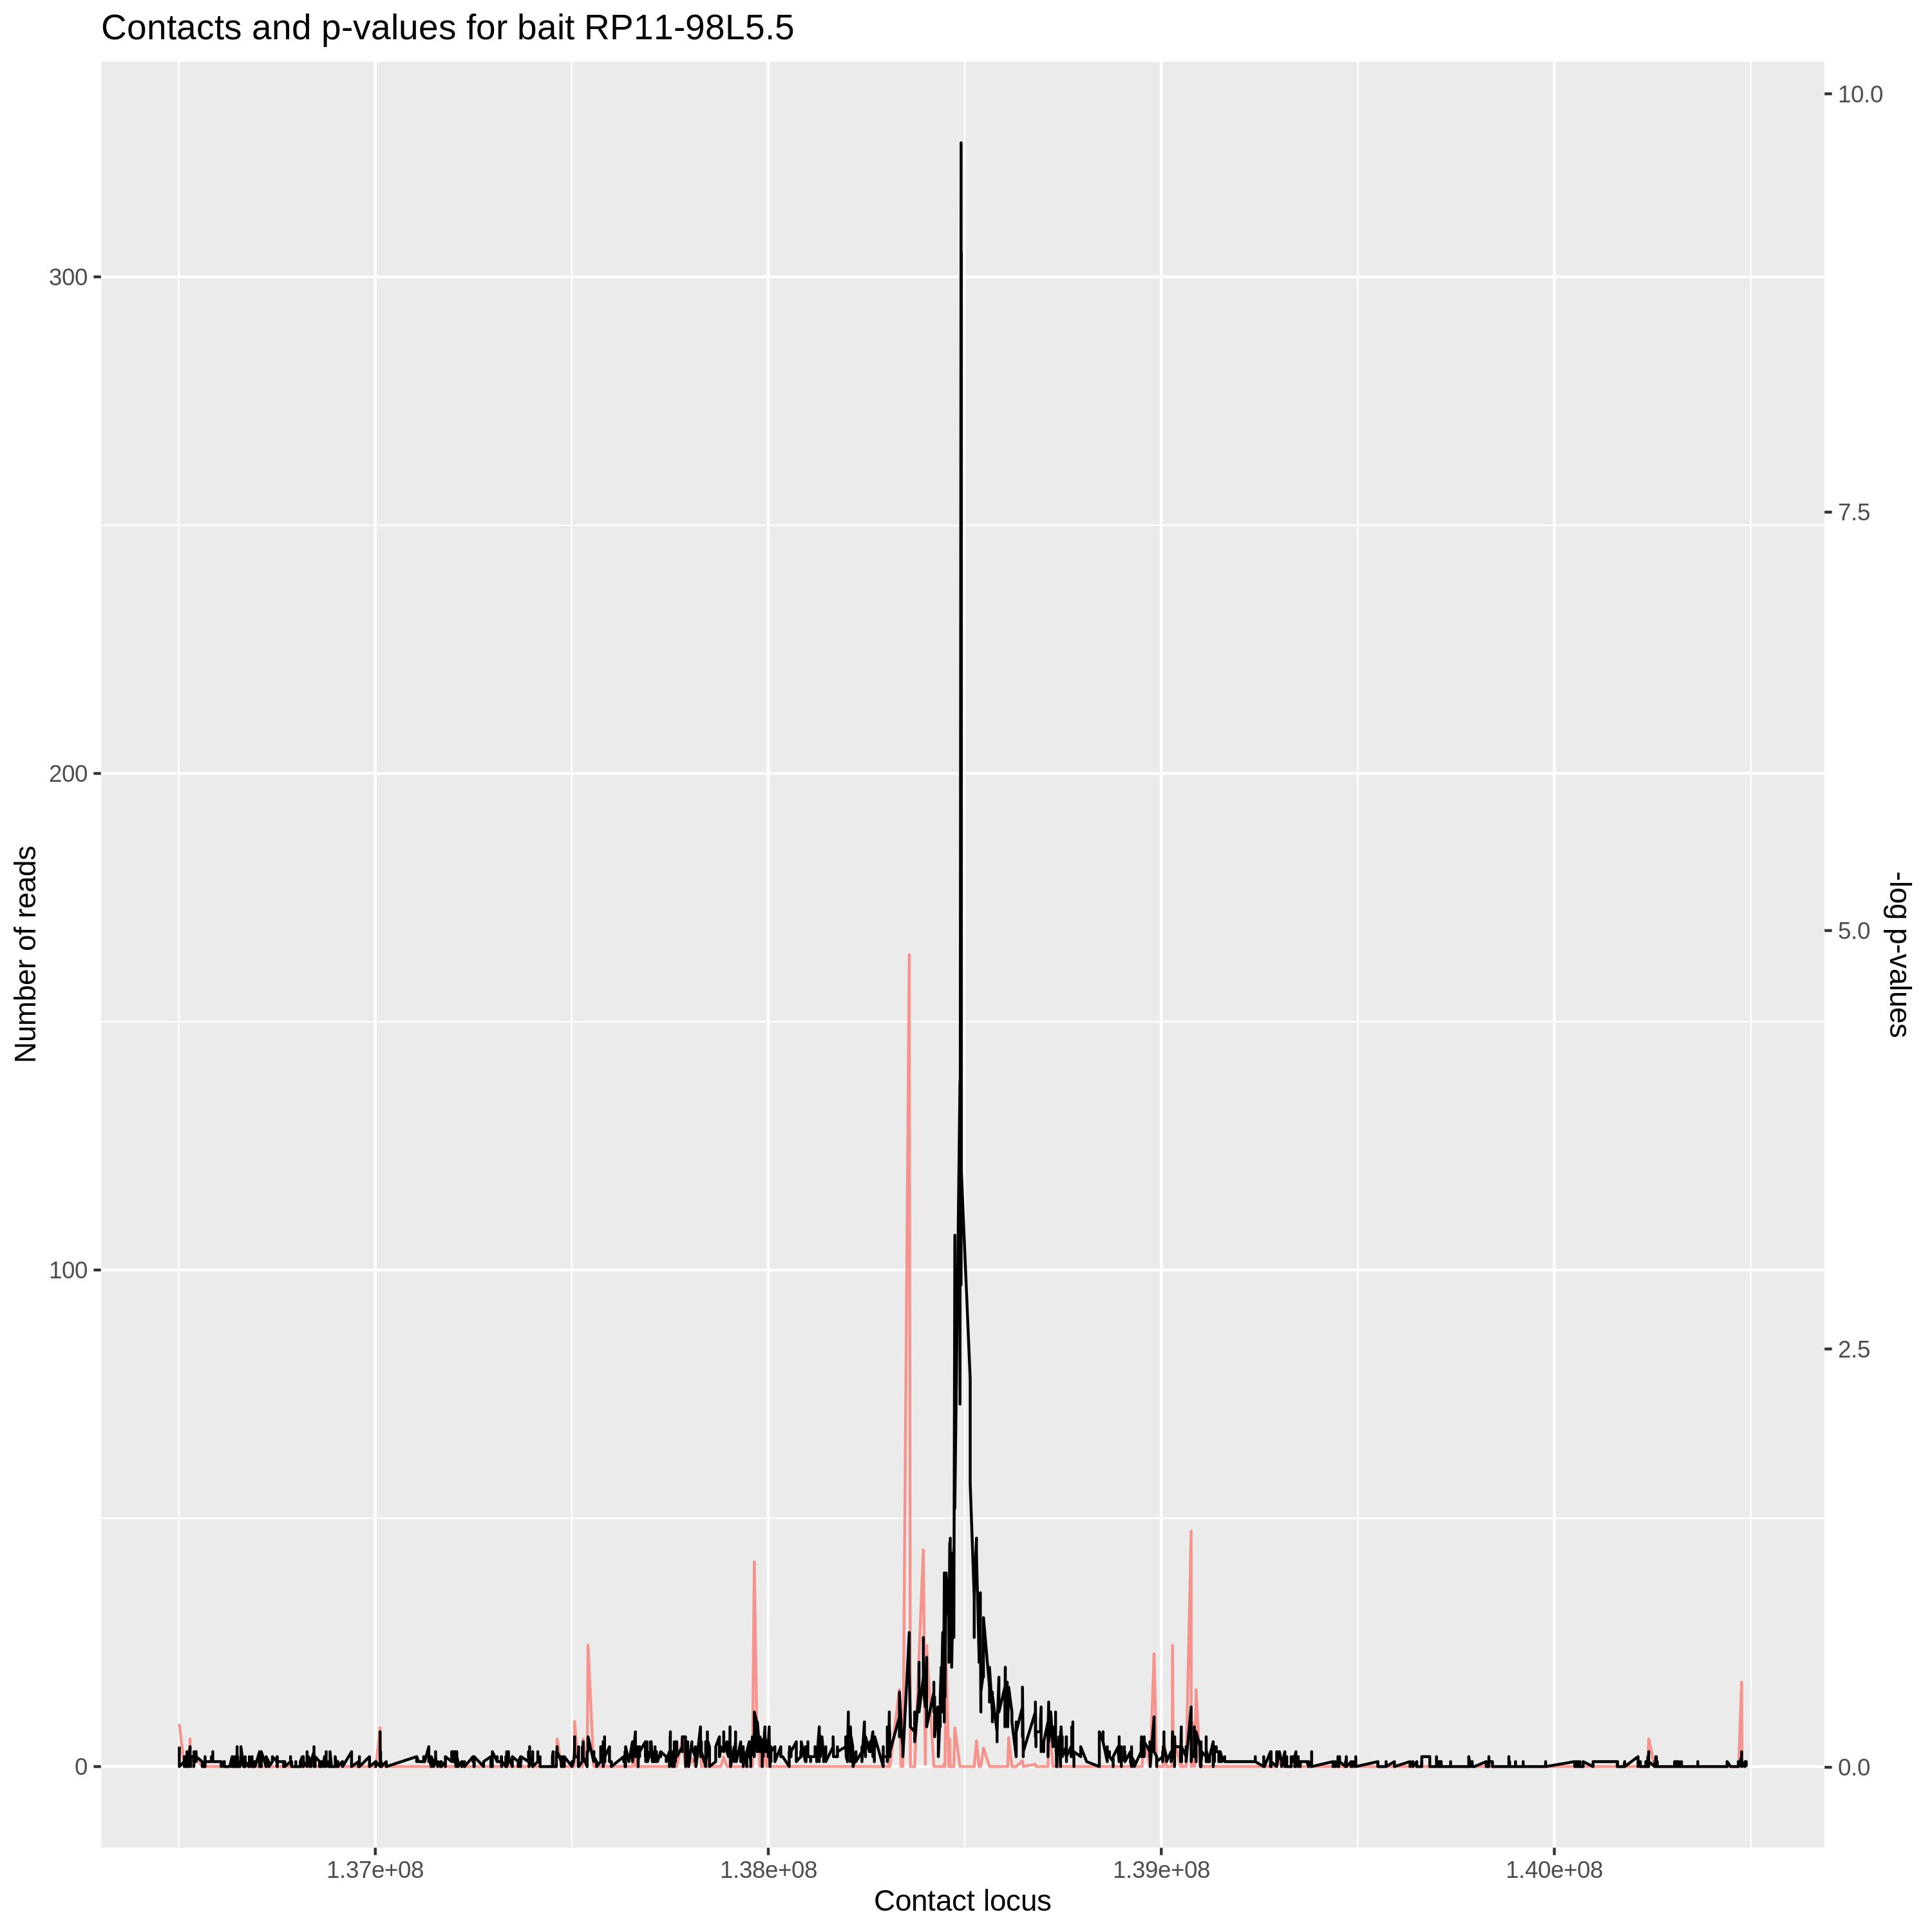 Contacts and p-values for bait RP11-98L5.5
Number of reads
300
200
100
0
10.0
7.5
5.0
2.5
0.0
-log p-values
1.37e+08
1.38e+08
1.39e+08
1.40e+08
Contact locus